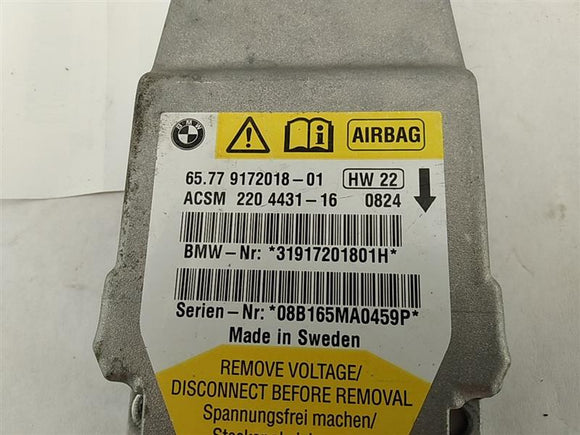 BMW
AIRBAG
65.77 9172018-01 HW 22
ACSM 220 4431-16 0824
BMW-Nr: *31917201801H*
Serien-Nr: *08B165MA0459P*
Made in Sweden
REMOVE VOLTAGE/
DISCONNECT BEFORE REMOVAL
Spannungsfrei machen/